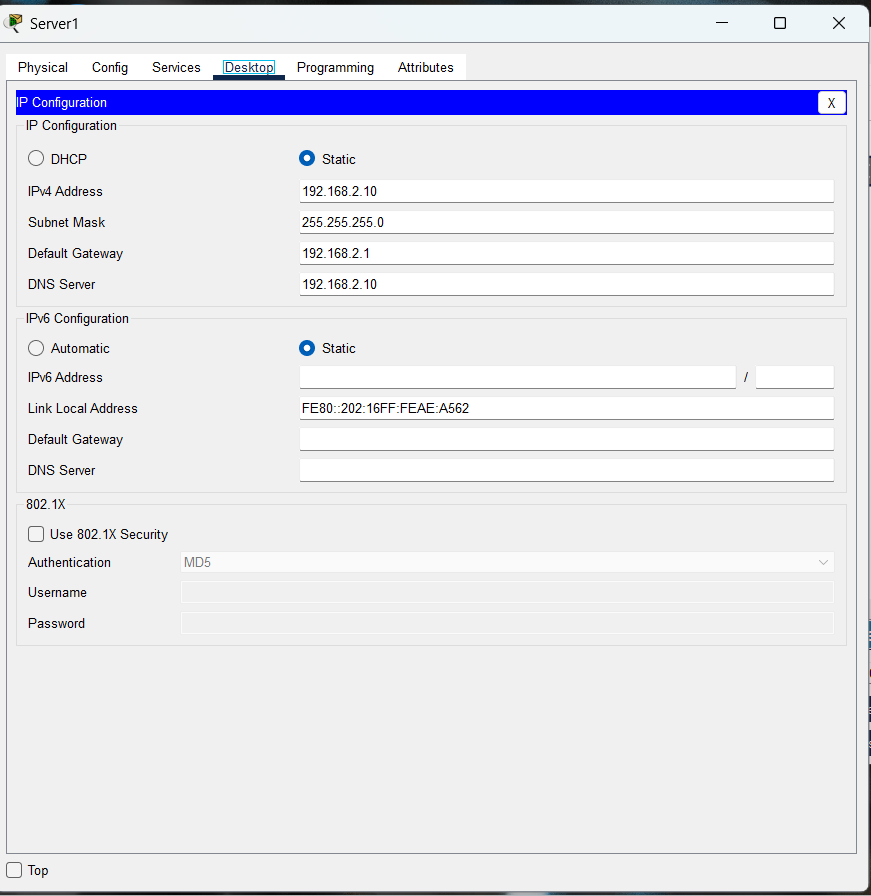 Server1
Physical Config Services Desktop Programming Attributes
IP Configuration X
IP Configuration
DHCP Static
IPv4 Address 192.168.2.10
Subnet Mask 255.255.255.0
Default Gateway 192.168.2.1
DNS Server 192.168.2.10
IPv6 Configuration
Automatic Static
IPv6 Address /
Link Local Address FE80::202:16FF:FEAE:A562
Default Gateway
DNS Server
802.1X
Use 802.1X Security
Authentication MD5
Username
Password
Top